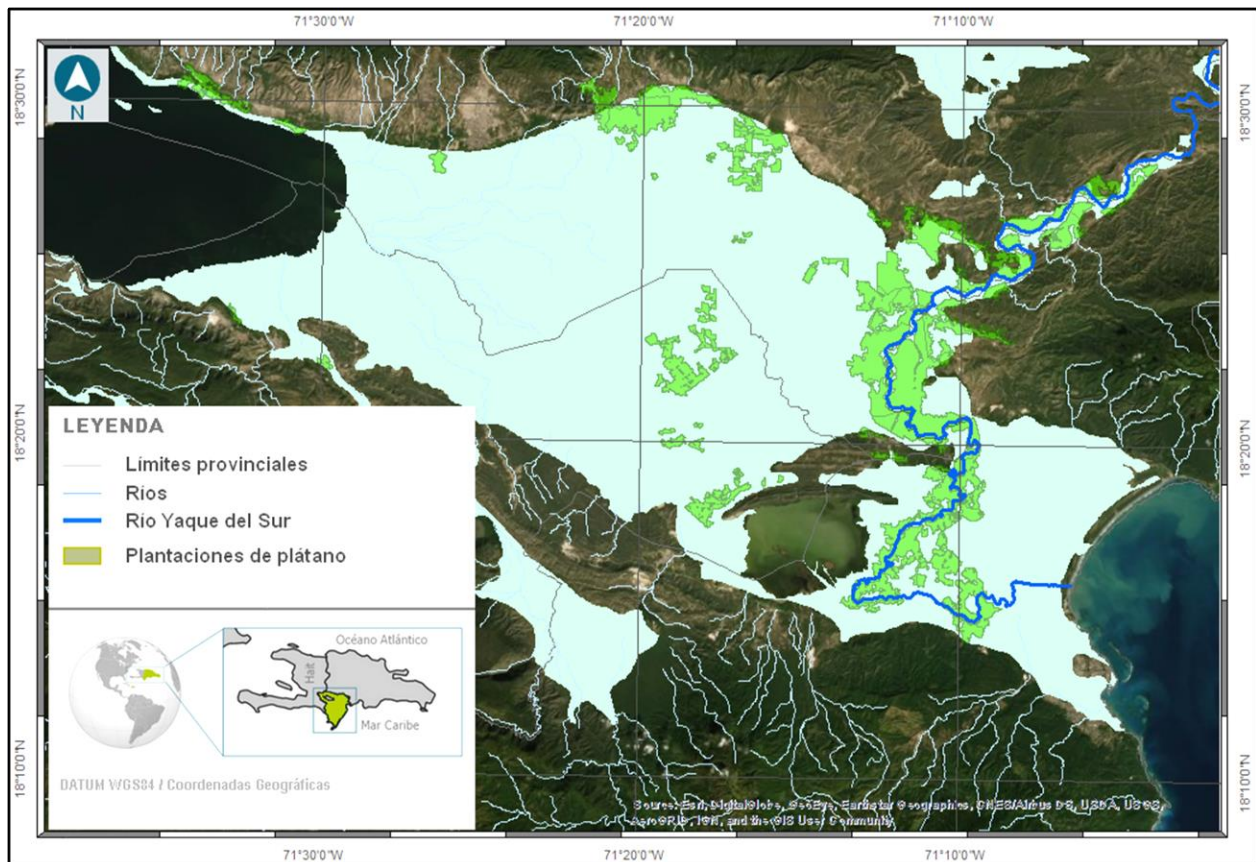 71°30'0"W 71°20'0"W 71°10'0"W
18°30'0"N
18°20'0"N
18°10'0"N
N
LEYENDA
Límites provinciales
Ríos
Río Yaque del Sur
Plantaciones de plátano
Océano Atlántico
Hait
Mar Caribe
DATUM WGS84 / Coordenadas Geográficas
Source: Esri, DigitalGlobe, GeoEye, Earthstar Geographics, CNES/Airbus DS, USDA, USGS,
AeroGRID, IGN, and the GIS User Community
18°30'0"N
18°20'0"N
18°10'0"N
71°30'0"W 71°20'0"W 71°10'0"W